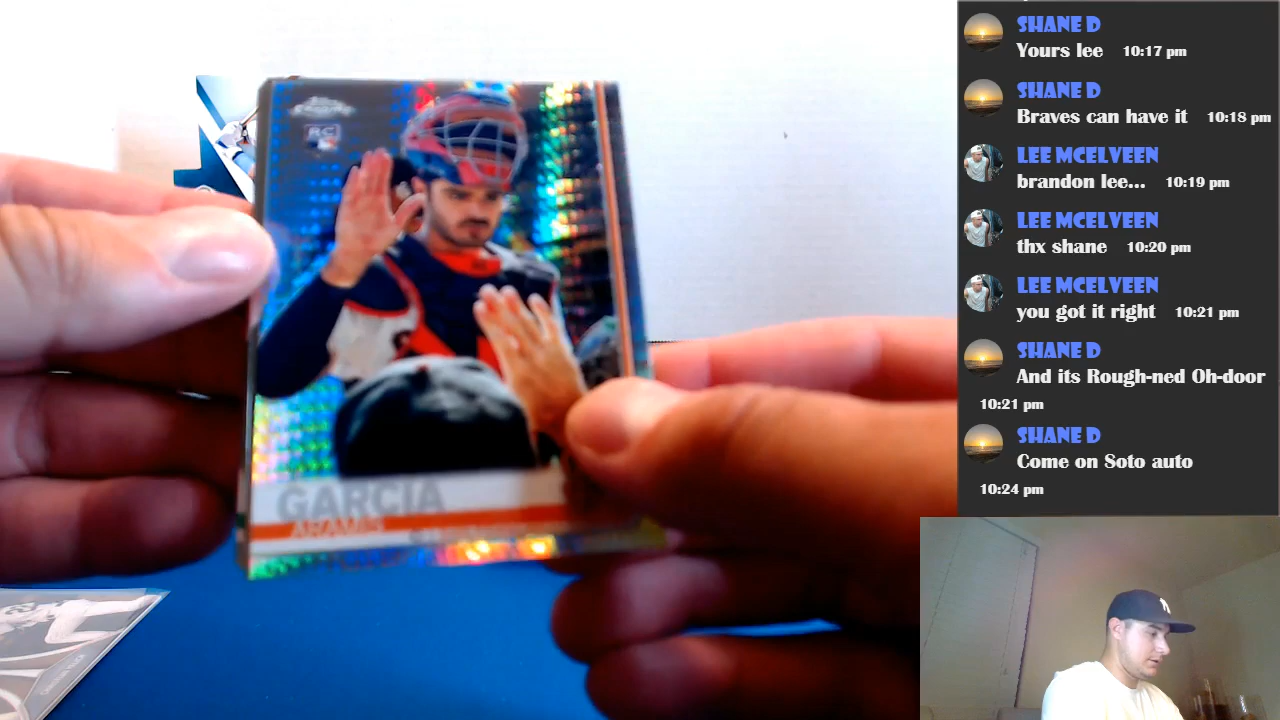 Topps
Chrome
RC
GARCIA
ARAMIS
SHANE D
Yours lee 10:17 pm
SHANE D
Braves can have it 10:18 pm
LEE MCELVEEN
brandon lee... 10:19 pm
LEE MCELVEEN
thx shane 10:20 pm
LEE MCELVEEN
you got it right 10:21 pm
SHANE D
And its Rough-ned Oh-door
10:21 pm
SHANE D
Come on Soto auto
10:24 pm